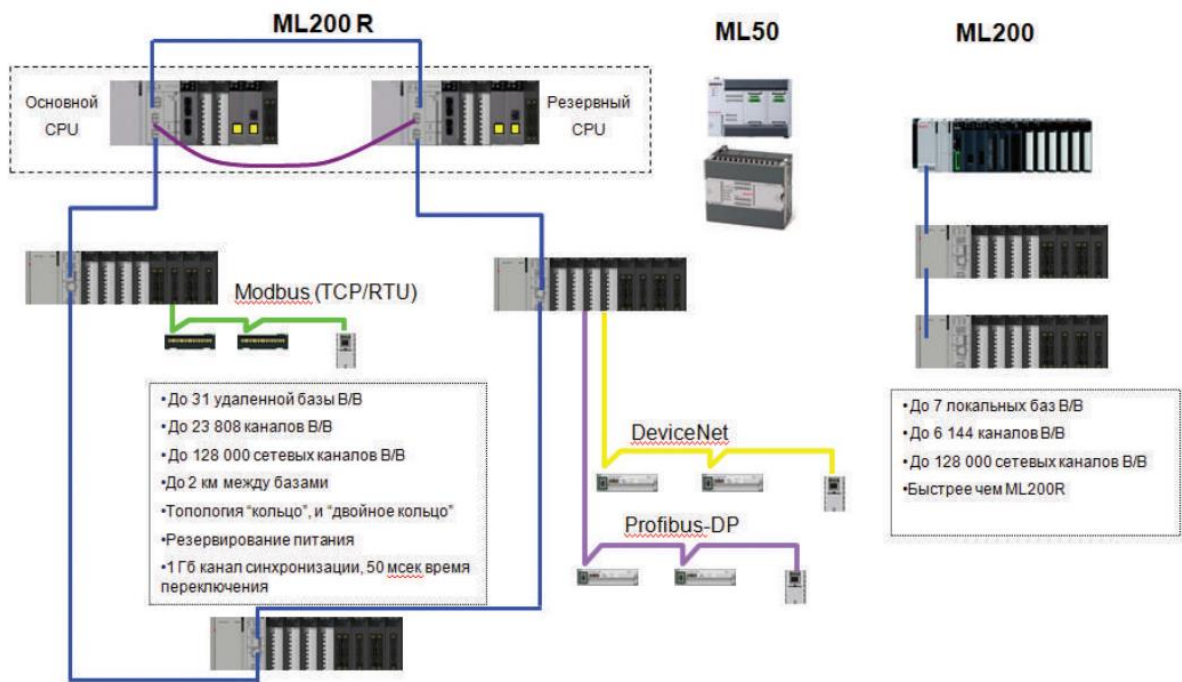 ML200 R
ML50
ML200
Основной
CPU
Резервный
CPU
Modbus (TCP/RTU)
•До 31 удаленной базы В/В
•До 23 808 каналов В/В
•До 128 000 сетевых каналов В/В
•До 2 км между базами
•Топология “кольцо”, и “двойное кольцо”
•Резервирование питания
•1 Гб канал синхронизации, 50 мсек время
переключения
DeviceNet
Profibus-DP
•До 7 локальных баз В/В
•До 6 144 каналов В/В
•До 128 000 сетевых каналов В/В
•Быстрее чем ML200R